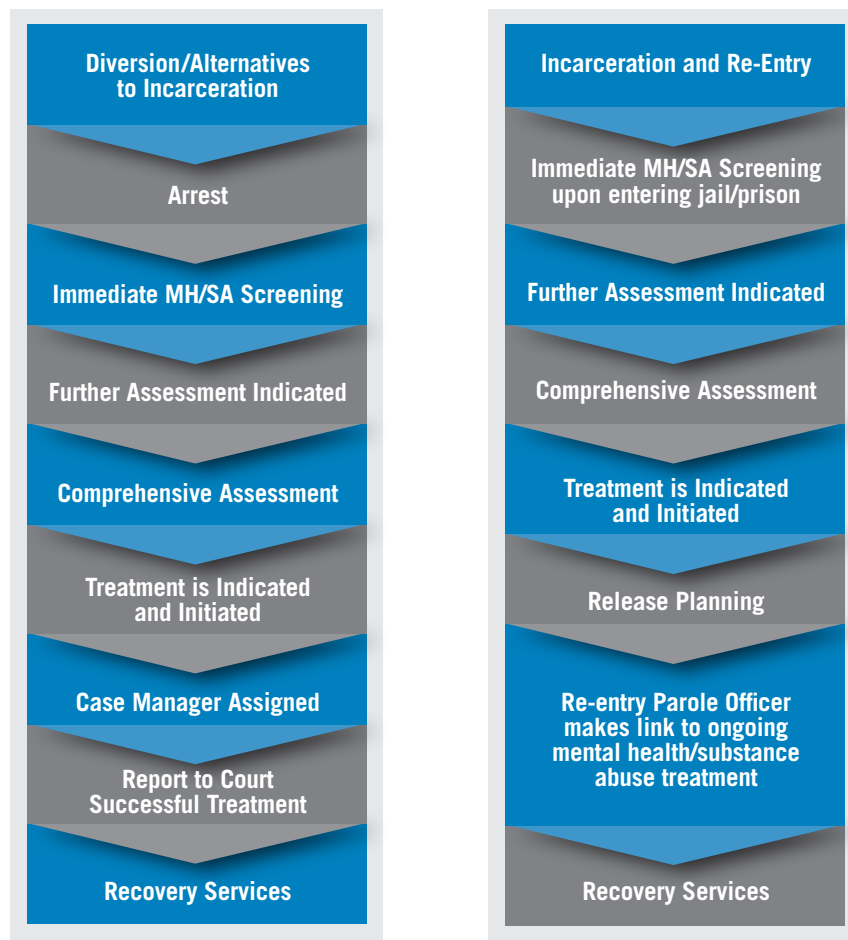 Diversion/Alternatives
to Incarceration
Arrest
Immediate MH/SA Screening
Further Assessment Indicated
Comprehensive Assessment
Treatment is Indicated
and Initiated
Case Manager Assigned
Report to Court
Successful Treatment
Recovery Services
Incarceration and Re-Entry
Immediate MH/SA Screening
upon entering jail/prison
Further Assessment Indicated
Comprehensive Assessment
Treatment is Indicated
and Initiated
Release Planning
Re-entry Parole Officer
makes link to ongoing
mental health/substance
abuse treatment
Recovery Services